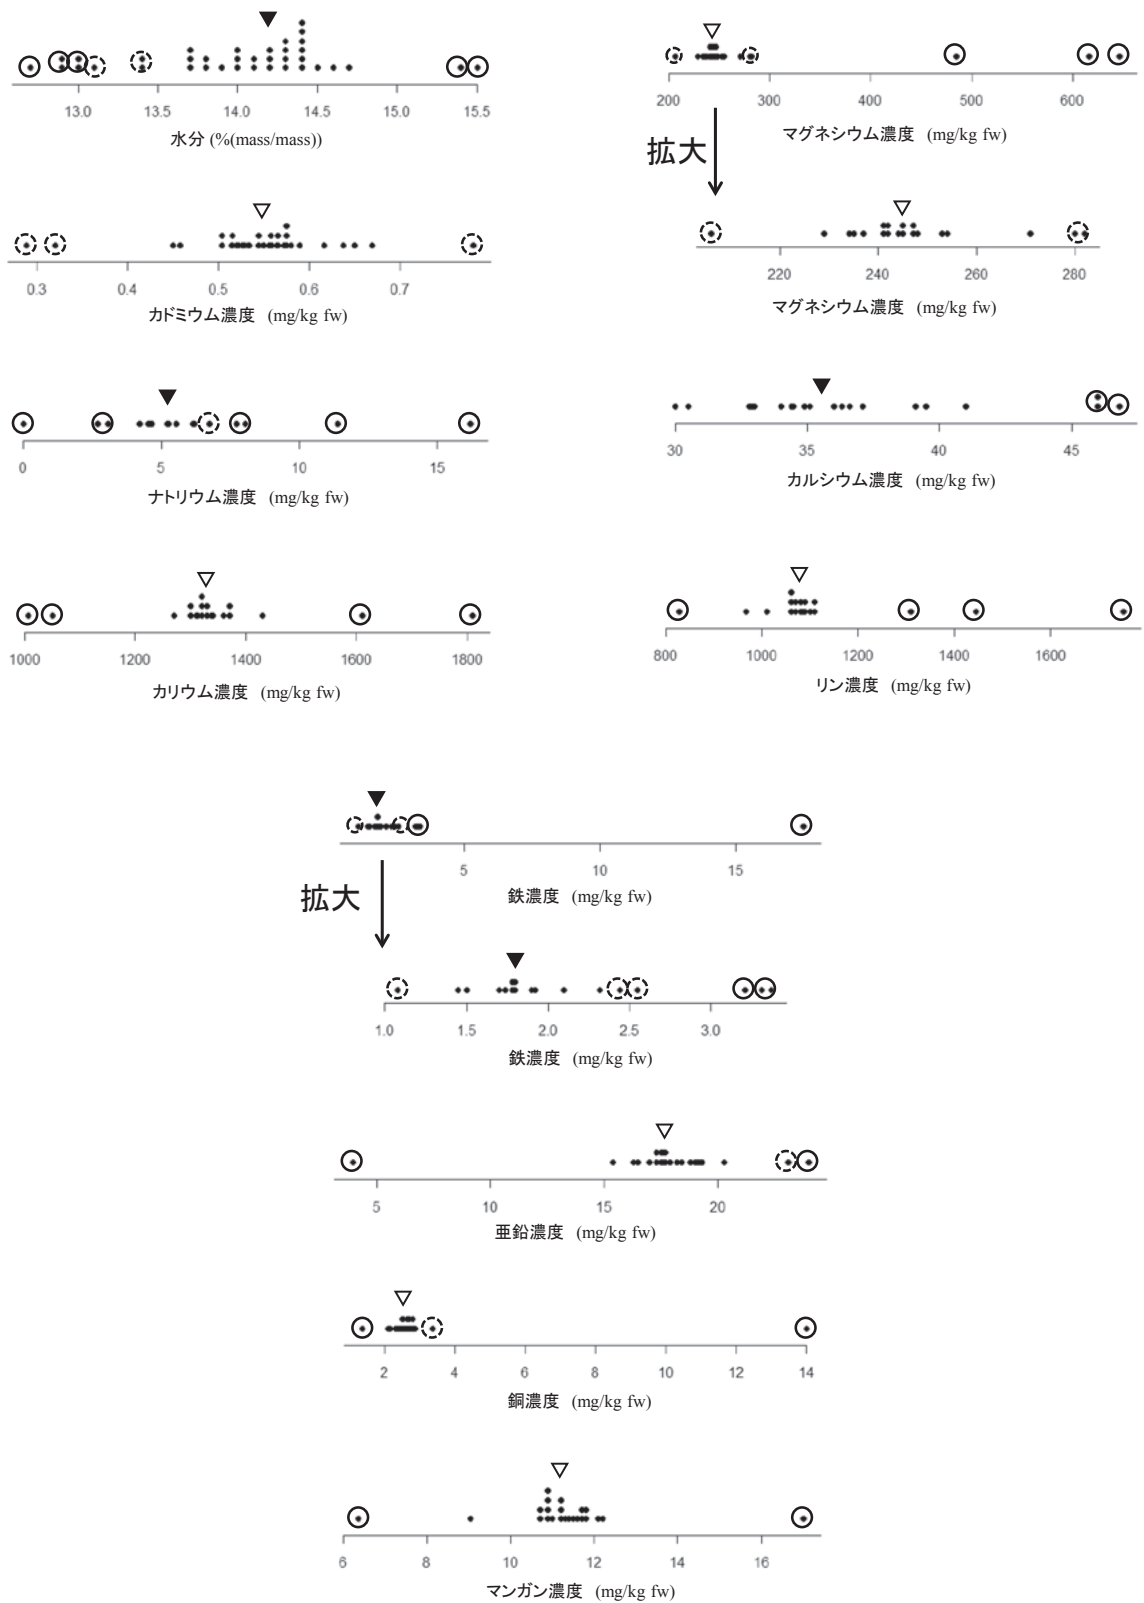 13.0 13.5 14.0 14.5 15.0 15.5
水分 (%(mass/mass))
200 300 400 500 600
マグネシウム濃度 (mg/kg fw)
拡大
220 240 260 280
マグネシウム濃度 (mg/kg fw)
0.3 0.4 0.5 0.6 0.7
カドミウム濃度 (mg/kg fw)
0 5 10 15
ナトリウム濃度 (mg/kg fw)
30 35 40 45
カルシウム濃度 (mg/kg fw)
1000 1200 1400 1600 1800
カリウム濃度 (mg/kg fw)
800 1000 1200 1400 1600
リン濃度 (mg/kg fw)
5 10 15
鉄濃度 (mg/kg fw)
拡大
1.0 1.5 2.0 2.5 3.0
鉄濃度 (mg/kg fw)
5 10 15 20
亜鉛濃度 (mg/kg fw)
2 4 6 8 10 12 14
銅濃度 (mg/kg fw)
6 8 10 12 14 16
マンガン濃度 (mg/kg fw)